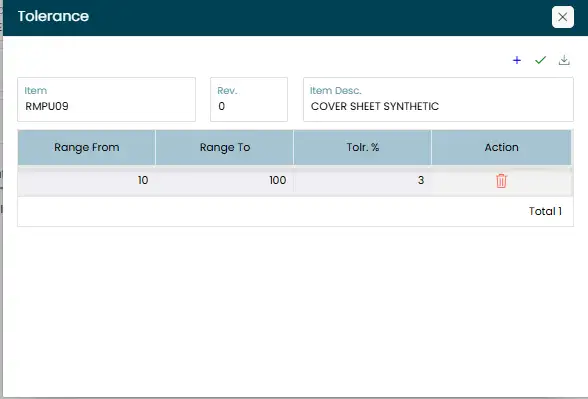 Tolerance
Item
RMPU09
Rev.
0
Item Desc.
COVER SHEET SYNTHETIC
Range From Range To Tolr. % Action
10 100 3
Total 1